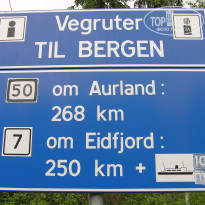 Vegruter
TIL BERGEN
50 om Aurland:
268 km
7 om Eidfjord:
250 km +